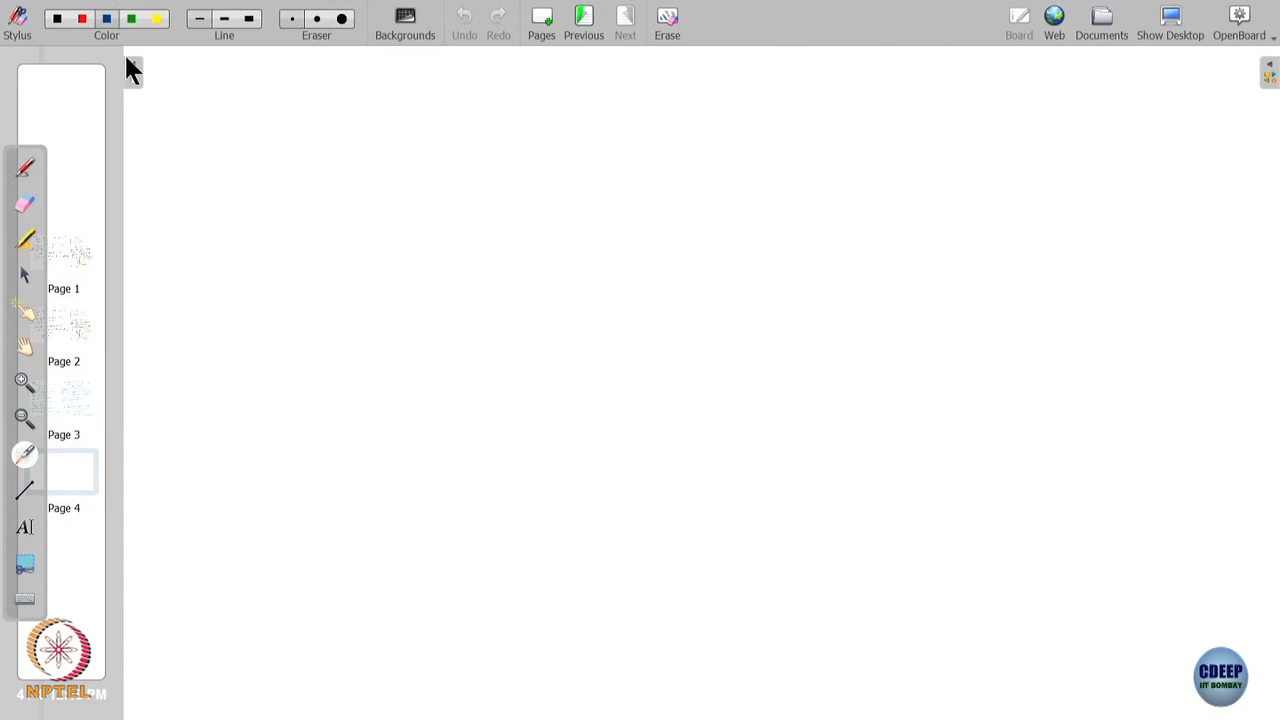 Stylus
Color
Line
Eraser
Backgrounds
Undo
Redo
Pages
Previous
Next
Erase
Board
Web
Documents
Show Desktop
OpenBoard
Page 1
Page 2
Page 3
Page 4
A
NPTEL
PM
CDEEP
IIT BOMBAY